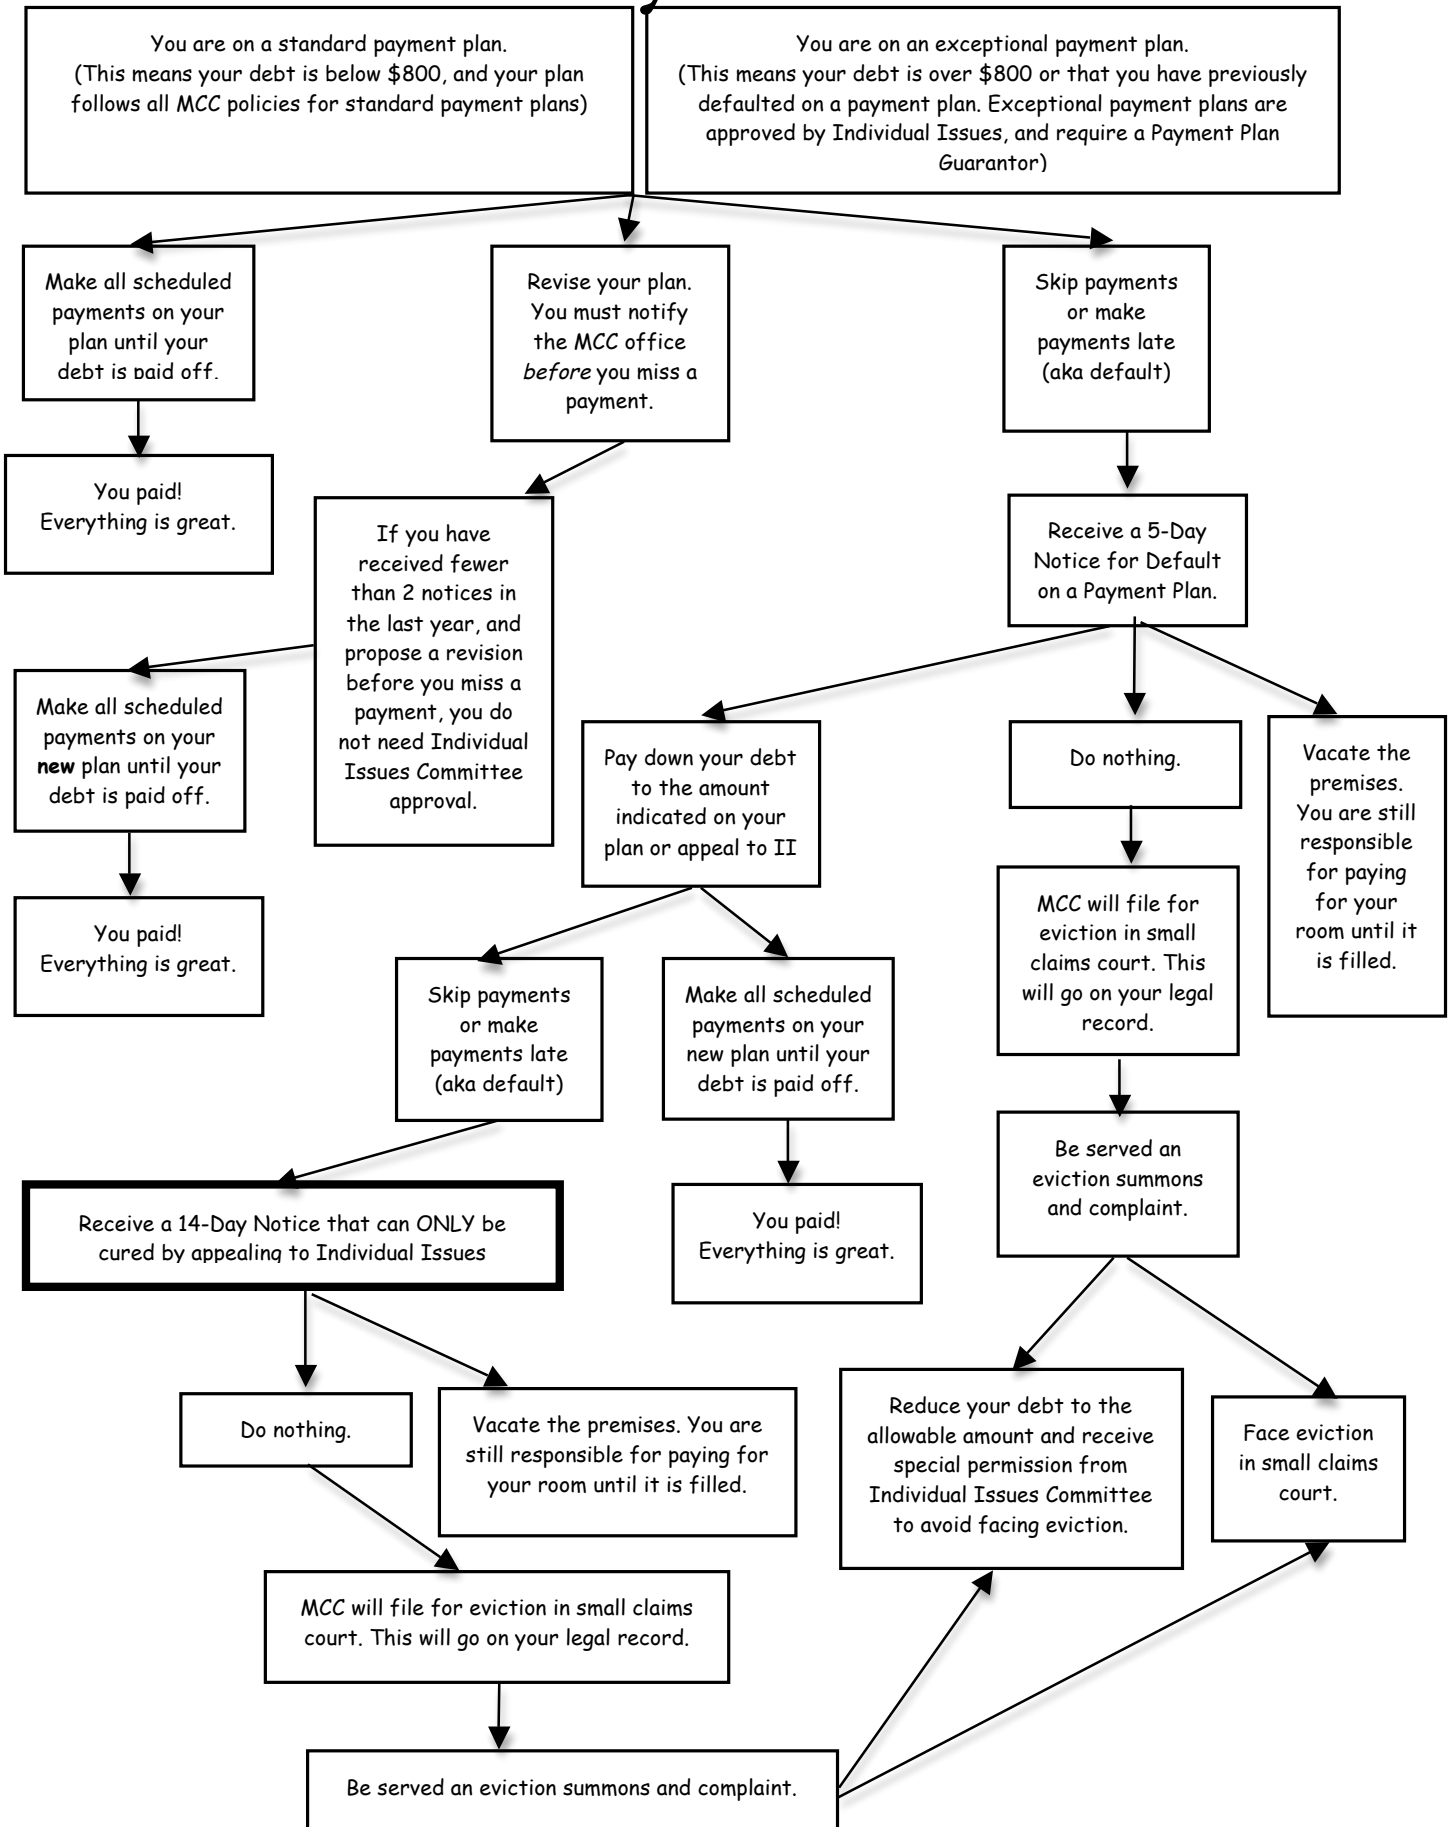 You are on a standard payment plan.
(This means your debt is below $800, and your plan
follows all MCC policies for standard payment plans)
You are on an exceptional payment plan.
(This means your debt is over $800 or that you have previously
defaulted on a payment plan. Exceptional payment plans are
approved by Individual Issues, and require a Payment Plan
Guarantor)
Make all scheduled
payments on your
plan until your
debt is paid off.
Revise your plan.
You must notify
the MCC office
before you miss a
payment.
Skip payments
or make
payments late
(aka default)
You paid!
Everything is great.
If you have
received fewer
than 2 notices in
the last year, and
propose a revision
before you miss a
payment, you do
not need Individual
Issues Committee
approval.
Receive a 5-Day
Notice for Default
on a Payment Plan.
Make all scheduled
payments on your
new plan until your
debt is paid off.
Pay down your debt
to the amount
indicated on your
plan or appeal to II
Do nothing.
Vacate the
premises.
You are still
responsible
for paying
for your
room until it
is filled.
You paid!
Everything is great.
MCC will file for
eviction in small
claims court. This
will go on your legal
record.
Skip payments
or make
payments late
(aka default)
Make all scheduled
payments on your
new plan until your
debt is paid off.
Be served an
eviction summons
and complaint.
Receive a 14-Day Notice that can ONLY be
cured by appealing to Individual Issues
You paid!
Everything is great.
Do nothing.
Vacate the premises. You are
still responsible for paying for
your room until it is filled.
Reduce your debt to the
allowable amount and receive
special permission from
Individual Issues Committee
to avoid facing eviction.
Face eviction
in small claims
court.
MCC will file for eviction in small claims
court. This will go on your legal record.
Be served an eviction summons and complaint.